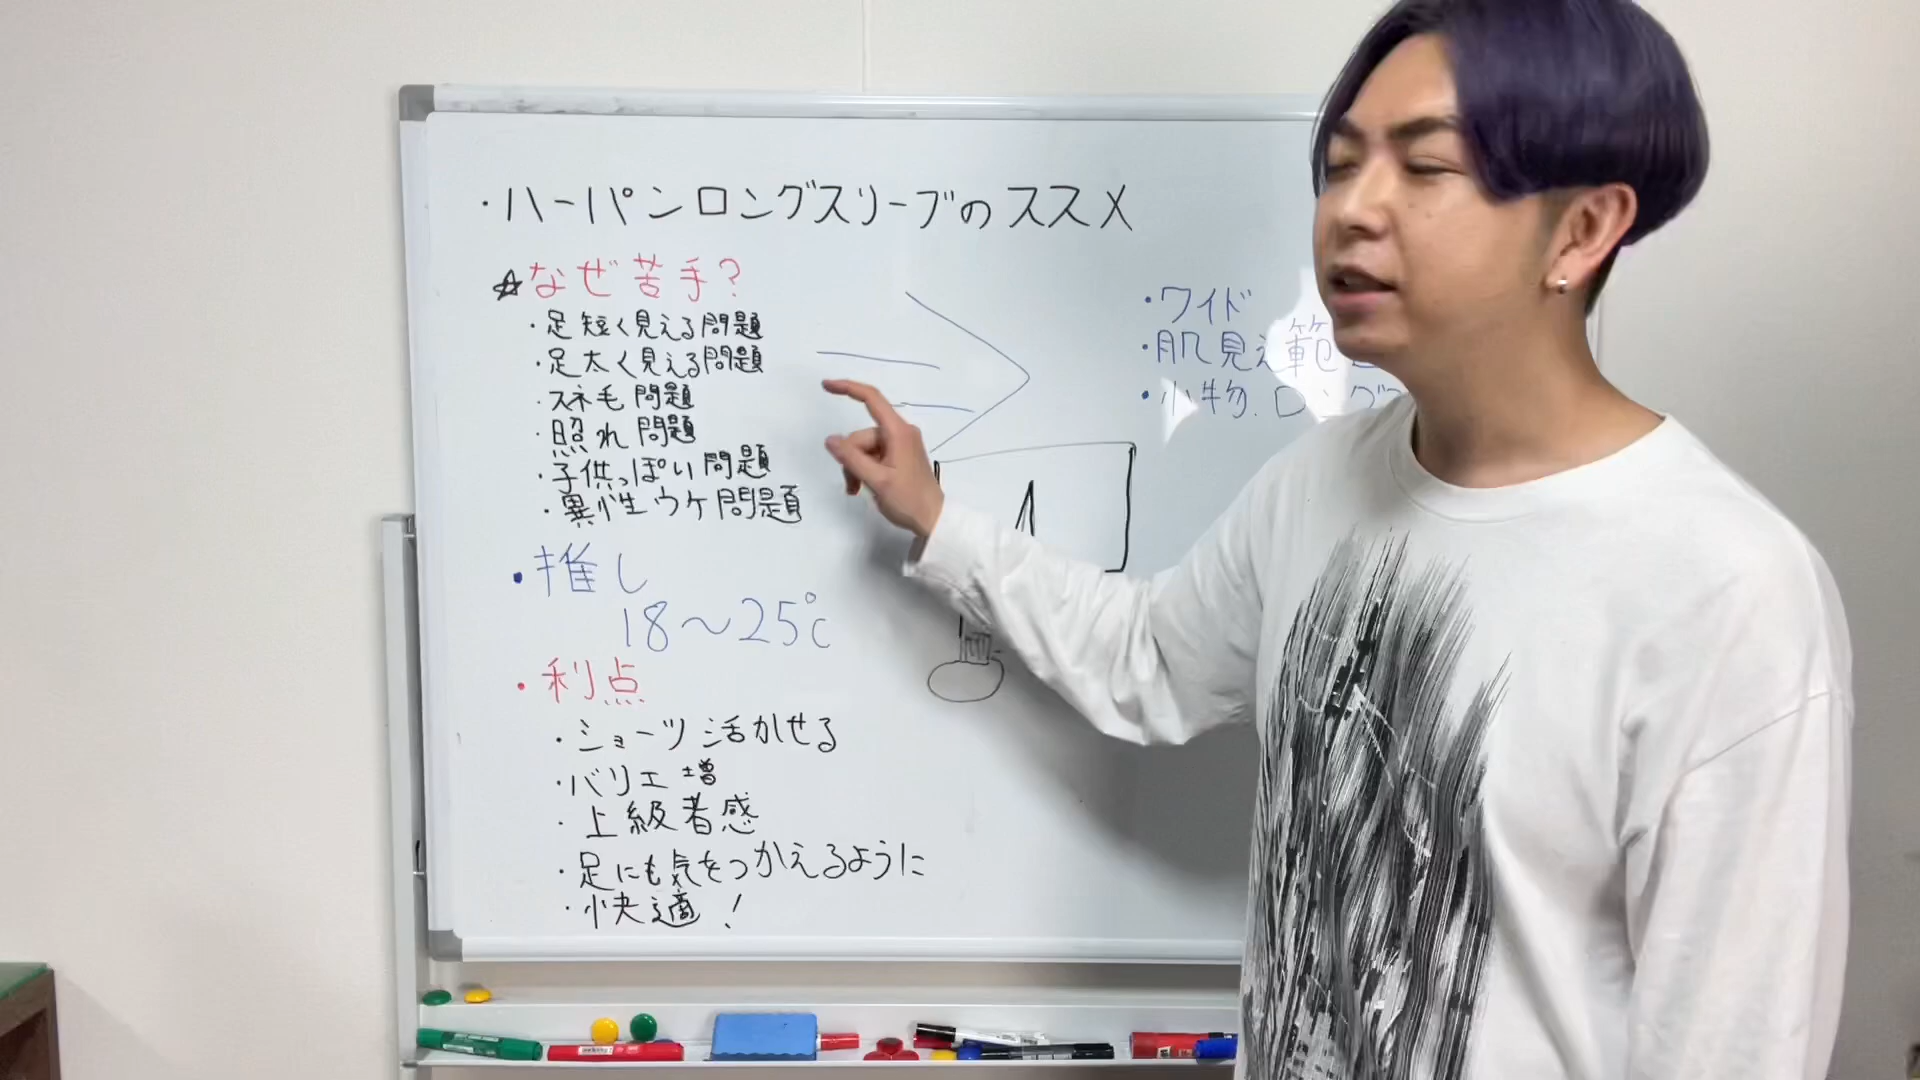 ・ハーパンロングスリーブのススメ
☆なぜ苦手?
・足短く見える問題
・足太く見える問題
・スネ毛問題
・照れ問題
・子供っぽい問題
・異性ウケ問題
・推し
18〜25℃
・利点
・ショーツ活かせる
・バリエ増
・上級者感
・足にも気をつかえるように
・快適!
・ワイド
・肌見え範
・小物.ロング